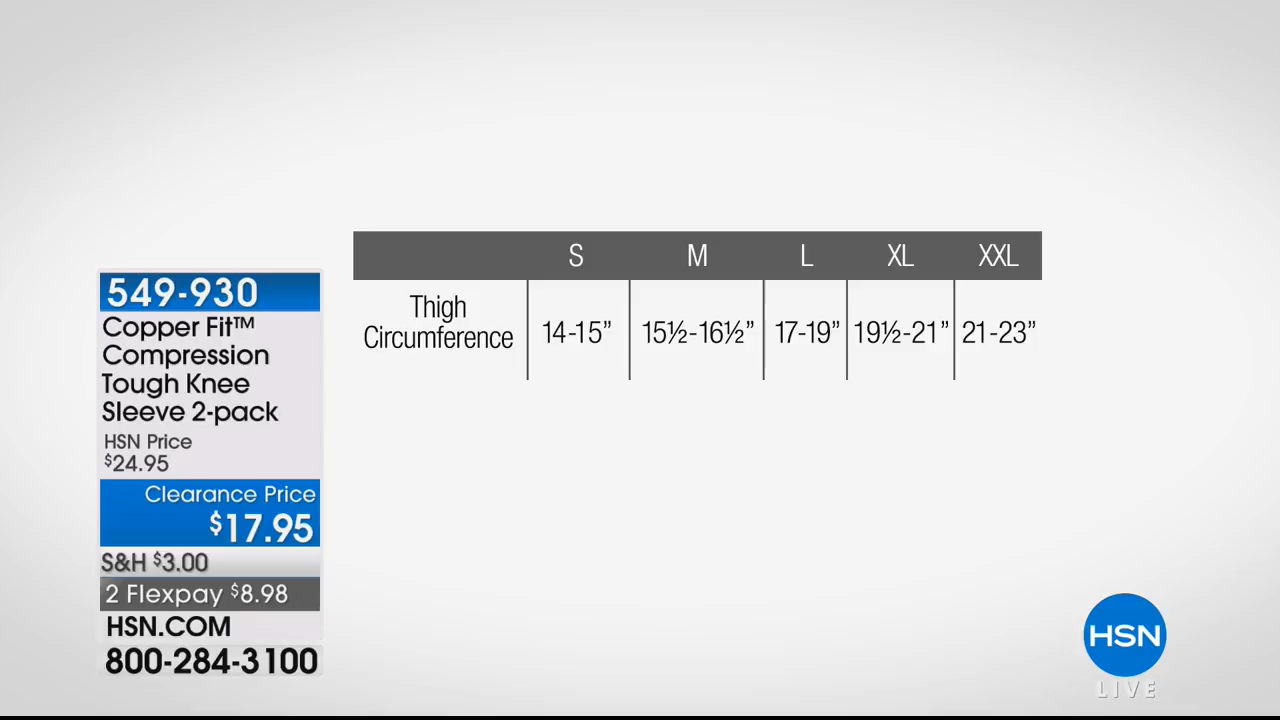 S M L XL XXL
Thigh
Circumference
14-15” 15½-16½” 17-19” 19½-21” 21-23”
549-930
Copper Fit™
Compression
Tough Knee
Sleeve 2-pack
HSN Price
$24.95
Clearance Price
$17.95
S&H $3.00
2 Flexpay $8.98
HSN.COM
800-284-3100
HSN
LIVE